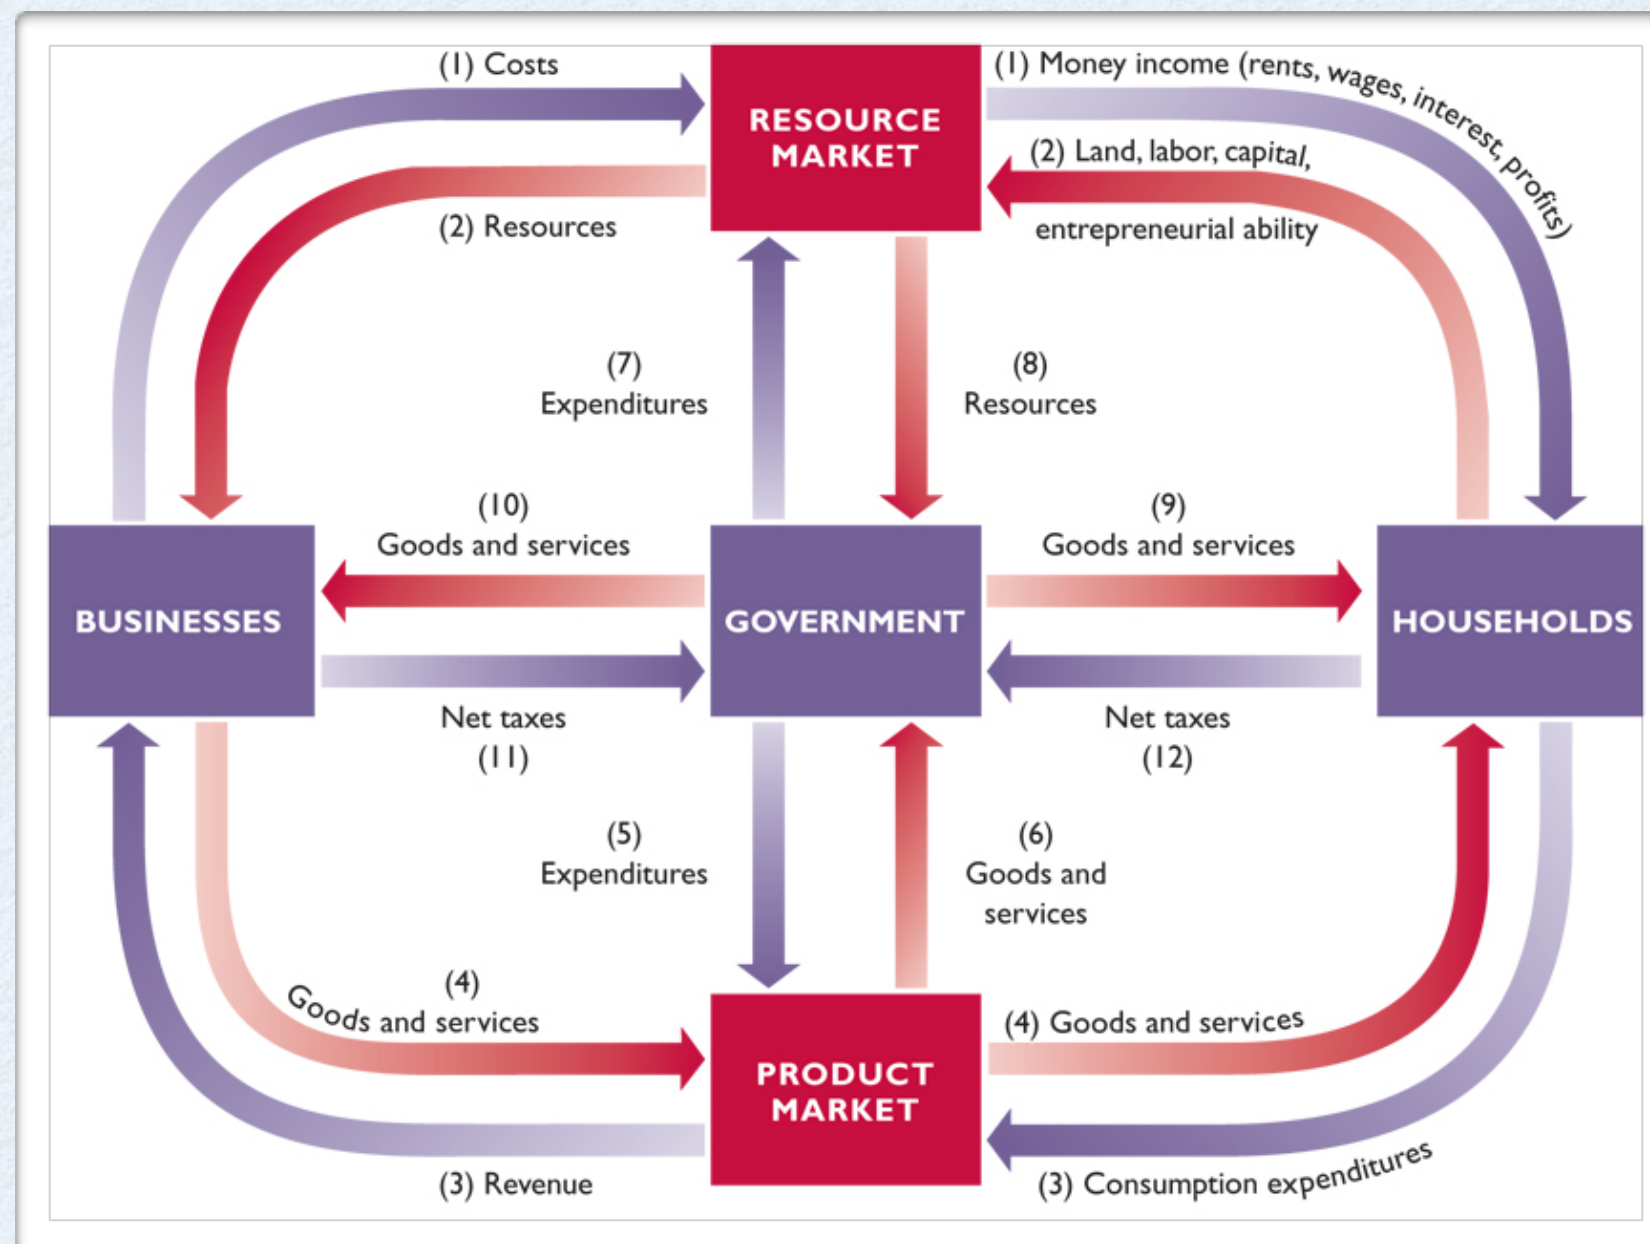 (1) Costs
(1) Money income (rents, wages, interest, profits)
RESOURCE
MARKET
(2) Land, labor, capital,
entrepreneurial ability
(2) Resources
(7)
Expenditures
(8)
Resources
(10)
Goods and services
(9)
Goods and services
BUSINESSES
GOVERNMENT
HOUSEHOLDS
Net taxes
(11)
Net taxes
(12)
(5)
Expenditures
(6)
Goods and
services
(4)
Goods and services
(4) Goods and services
PRODUCT
MARKET
(3) Revenue
(3) Consumption expenditures